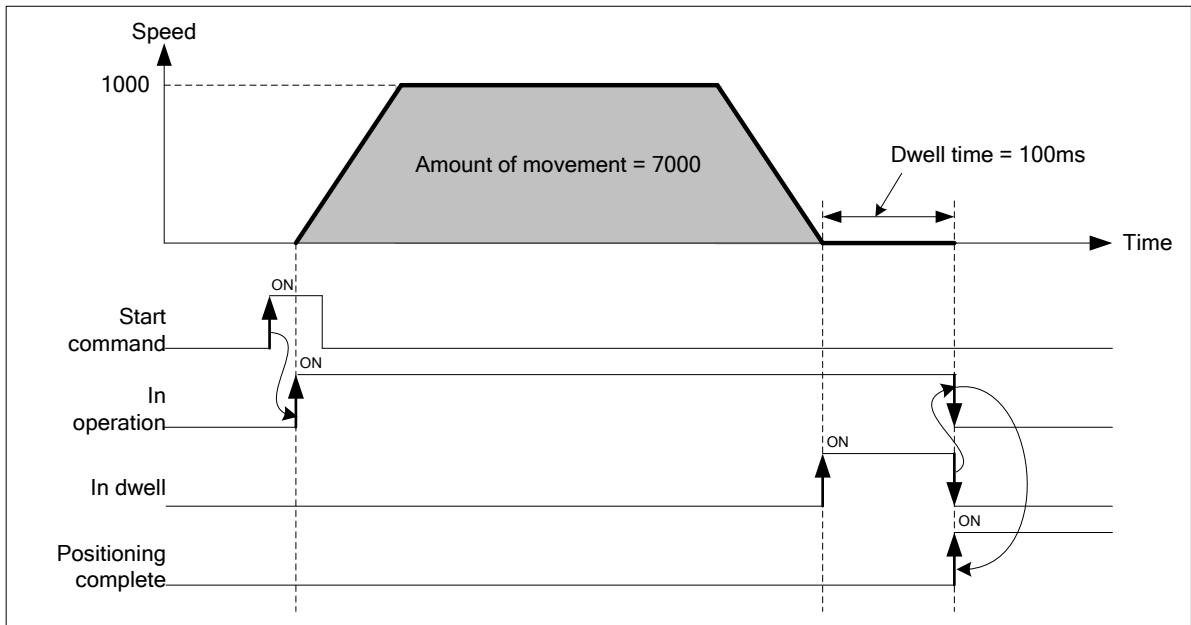 Speed
1000
Amount of movement = 7000
Dwell time = 100ms
Time
ON
Start
command
ON
In
operation
ON
In dwell
ON
Positioning
complete